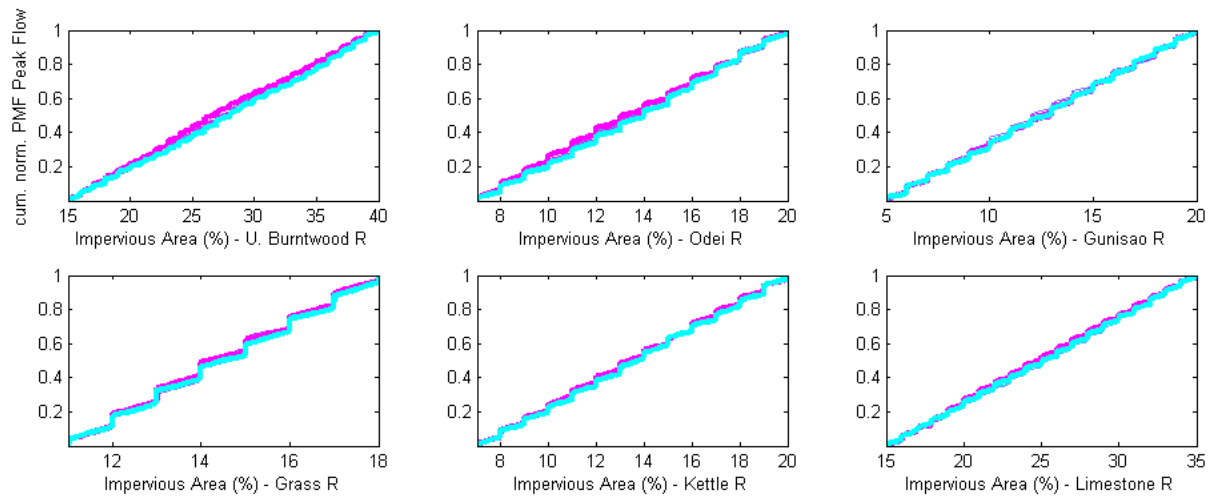 cum. norm. PMF Peak Flow
1
0.8
0.6
0.4
0.2
15 20 25 30 35 40
Impervious Area (%) - U. Burntwood R
1
0.8
0.6
0.4
0.2
8 10 12 14 16 18 20
Impervious Area (%) - Odei R
1
0.8
0.6
0.4
0.2
5 10 15 20
Impervious Area (%) - Gunisao R
1
0.8
0.6
0.4
0.2
12 14 16 18
Impervious Area (%) - Grass R
1
0.8
0.6
0.4
0.2
8 10 12 14 16 18 20
Impervious Area (%) - Kettle R
1
0.8
0.6
0.4
0.2
15 20 25 30 35
Impervious Area (%) - Limestone R